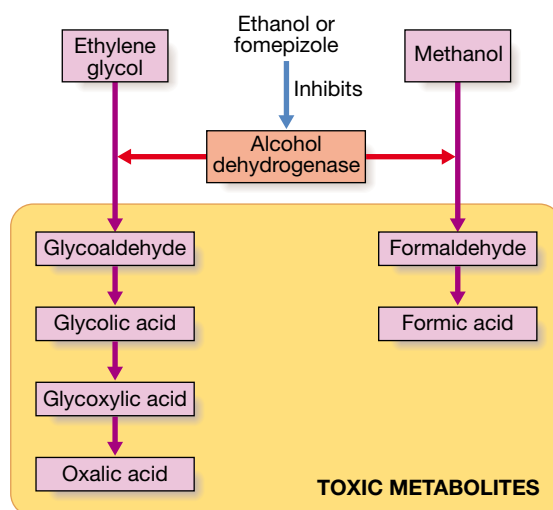 Ethanol or
fomepizole
Ethylene
glycol
Methanol
Inhibits
Alcohol
dehydrogenase
Glycoaldehyde
Formaldehyde
Glycolic acid
Formic acid
Glycoxylic acid
Oxalic acid
TOXIC METABOLITES